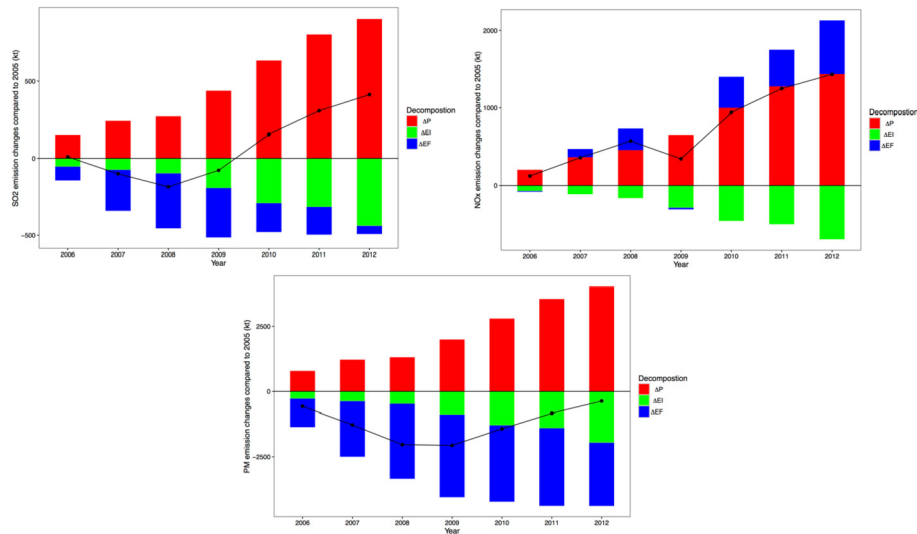 SO2 emission changes compared to 2005 (kt)
500
0
−500
2006 2007 2008 2009 2010 2011 2012
Year
Decompostion
ΔP
ΔEI
ΔEF
NOx emission changes compared to 2005 (kt)
2000
1000
0
2006 2007 2008 2009 2010 2011 2012
Year
Decompostion
ΔP
ΔEI
ΔEF
PM emission changes compared to 2005 (kt)
2500
0
−2500
2006 2007 2008 2009 2010 2011 2012
Year
Decompostion
ΔP
ΔEI
ΔEF